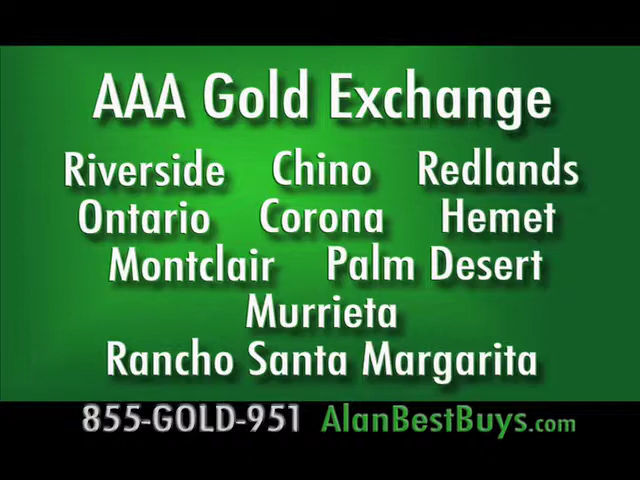 AAA Gold Exchange
Riverside Chino Redlands
Ontario Corona Hemet
Montclair Palm Desert
Murrieta
Rancho Santa Margarita
855-GOLD-951 AlanBestBuys.com